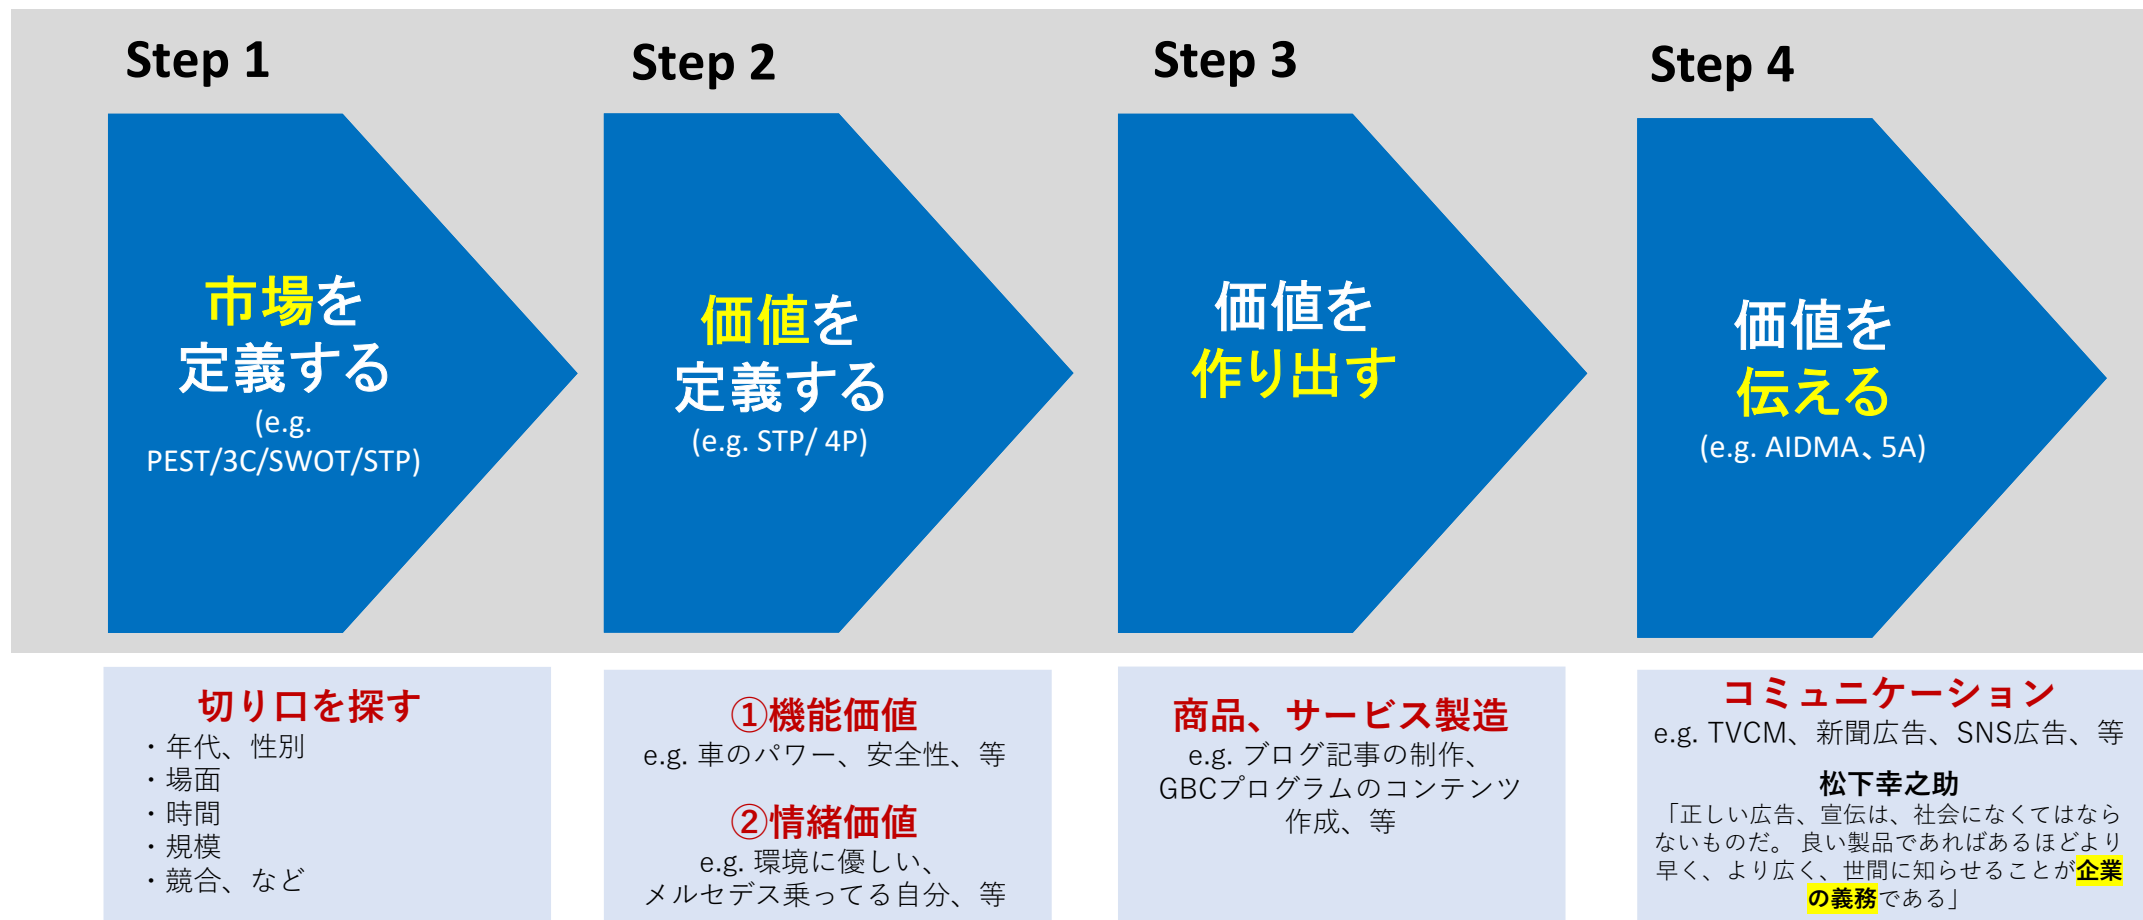 Step 1
市場を
定義する
(e.g.
PEST/3C/SWOT/STP)
切り口を探す
・年代、性別
・場面
・時間
・規模
・競合、など
Step 2
価値を
定義する
(e.g. STP/ 4P)
①機能価値
e.g. 車のパワー、安全性、等
②情緒価値
e.g. 環境に優しい、
メルセデス乗ってる自分、等
Step 3
価値を
作り出す
商品、サービス製造
e.g. ブログ記事の制作、
GBCプログラムのコンテンツ
作成、等
Step 4
価値を
伝える
(e.g. AIDMA、5A)
コミュニケーション
e.g. TVCM、新聞広告、SNS広告、等
松下幸之助
「正しい広告、宣伝は、社会になくてはなら
ないものだ。 良い製品であればあるほどより
早く、より広く、世間に知らせることが企業
の義務である」